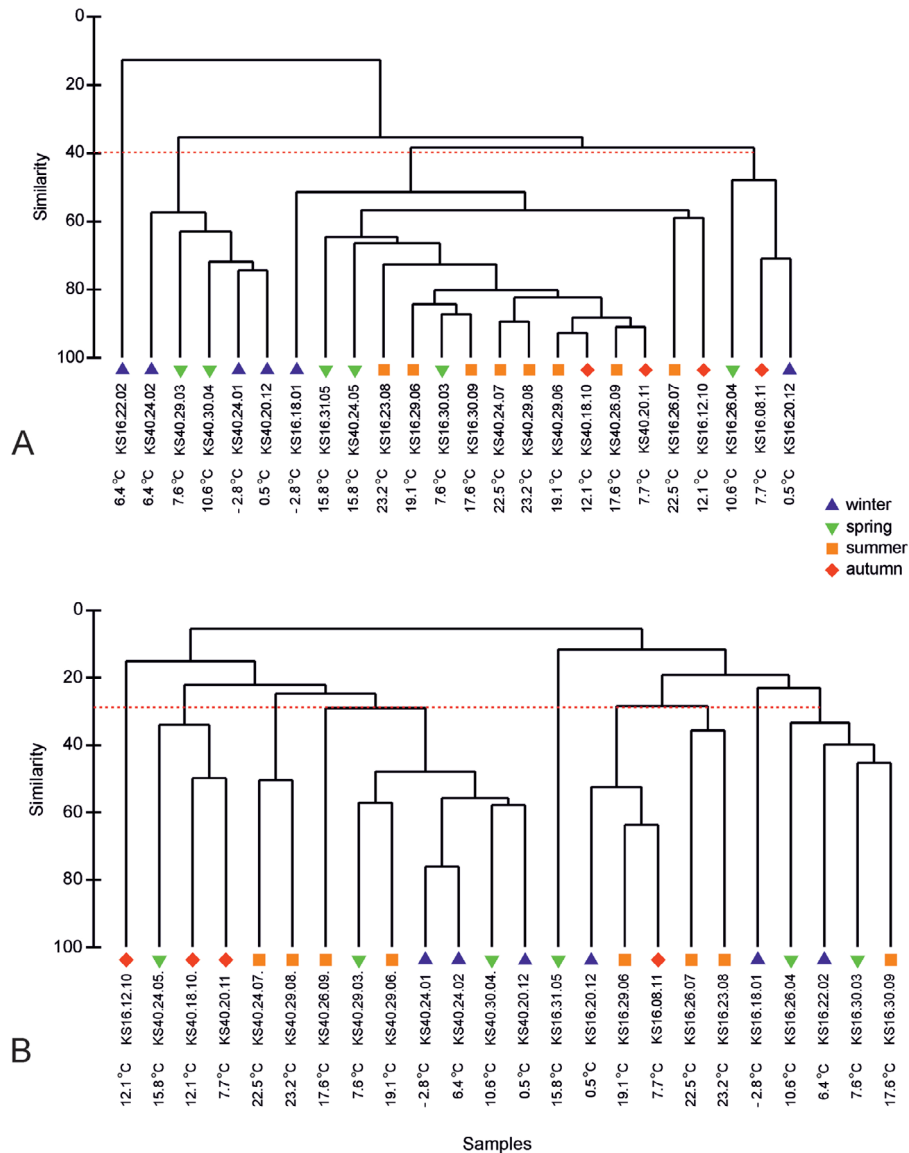 0
20
40
60
80
100
Similarity
KS16.22.02
KS40.24.02
KS40.29.03
KS40.30.04
KS40.24.01
KS40.20.12
KS16.18.01
KS16.31.05
KS40.24.05
KS16.23.08
KS16.29.06
KS16.30.03
KS16.30.09
KS40.24.07
KS40.29.08
KS40.29.06
KS40.18.10
KS40.26.09
KS40.20.11
KS16.26.07
KS16.12.10
KS16.26.04
KS16.08.11
KS16.20.12
A
6.4 °C
6.4 °C
7.6 °C
10.6 °C
- 2.8 °C
0.5 °C
- 2.8 °C
15.8 °C
15.8 °C
23.2 °C
19.1 °C
7.6 °C
17.6 °C
22.5 °C
23.2 °C
19.1 °C
12.1 °C
17.6 °C
7.7 °C
22.5 °C
12.1 °C
10.6 °C
7.7 °C
0.5 °C
winter
spring
summer
autumn
0
20
40
60
80
100
Similarity
KS16.12.10
KS40.24.05.
KS40.18.10.
KS40.20.11
KS40.24.07.
KS40.29.08.
KS40.26.09.
KS40.29.03.
KS40.29.06.
KS40.24.01
KS40.24.02
KS40.30.04.
KS40.20.12
KS16.31.05
KS16.20.12
KS16.29.06
KS16.08.11
KS16.26.07
KS16.23.08
KS16.18.01
KS16.26.04
KS16.22.02
KS16.30.03
KS16.30.09
B
12.1 °C
15.8 °C
12.1 °C
7.7 °C
22.5 °C
23.2 °C
17.6 °C
7.6 °C
19.1 °C
- 2.8 °C
6.4 °C
10.6 °C
0.5 °C
15.8 °C
0.5 °C
19.1 °C
7.7 °C
22.5 °C
23.2 °C
-2.8 °C
10.6 °C
6.4 °C
7.6 °C
17.6 °C
Samples